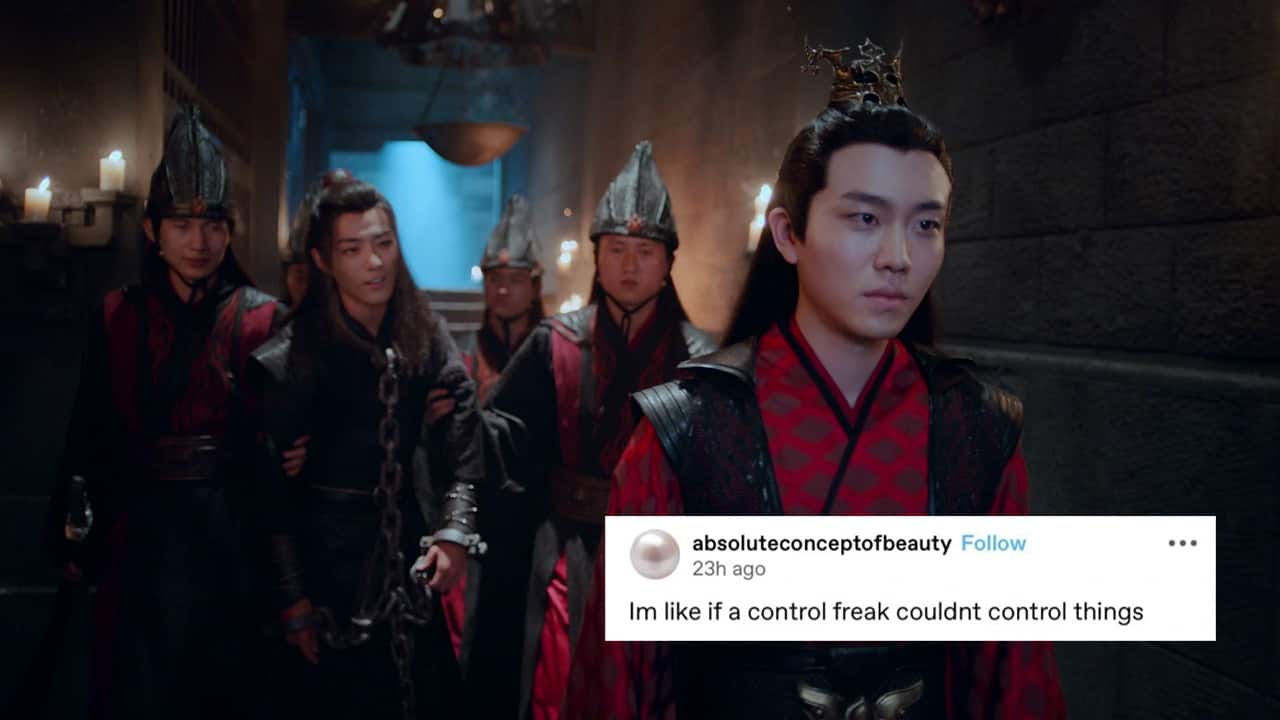 absoluteconceptofbeauty Follow
23h ago
Im like if a control freak couldnt control things